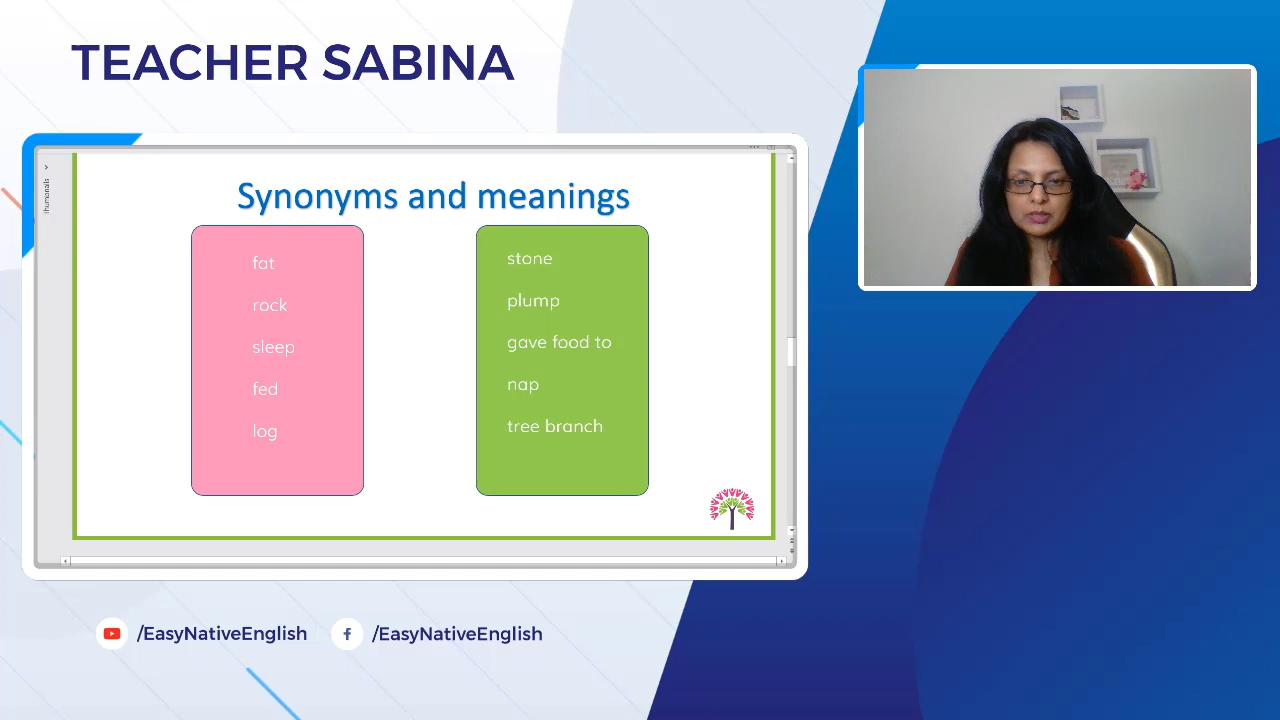 TEACHER SABINA
Thumbnails
Synonyms and meanings
fat
rock
sleep
fed
log
stone
plump
gave food to
nap
tree branch
/EasyNativeEnglish
/EasyNativeEnglish